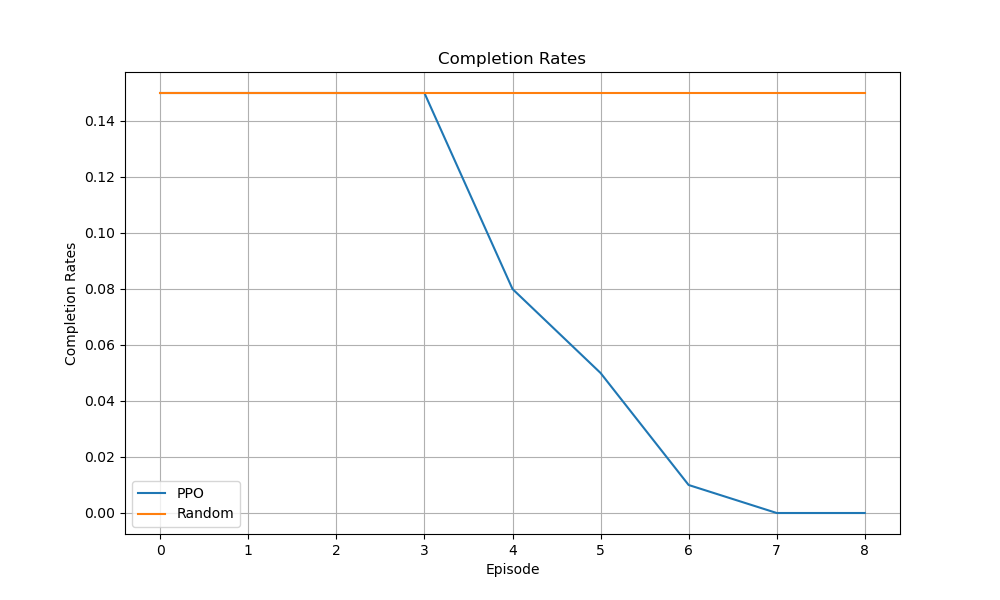 Completion Rates
Completion Rates
0.14
0.12
0.10
0.08
0.06
0.04
0.02
0.00
PPO
Random
0 1 2 3 4 5 6 7 8
Episode